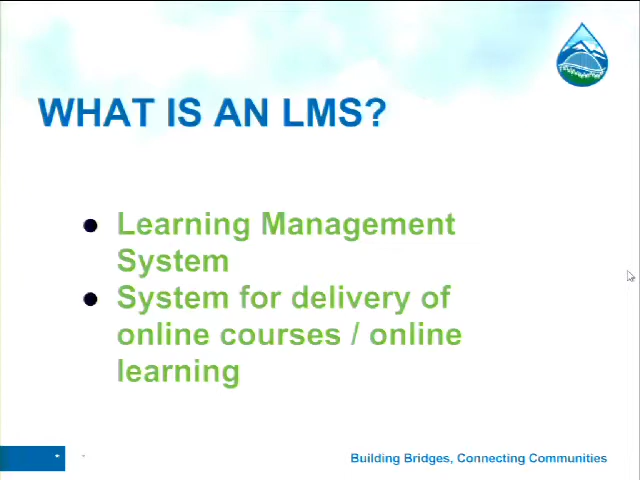 WHAT IS AN LMS?
● Learning Management
System
● System for delivery of
online courses / online
learning
Building Bridges, Connecting Communities